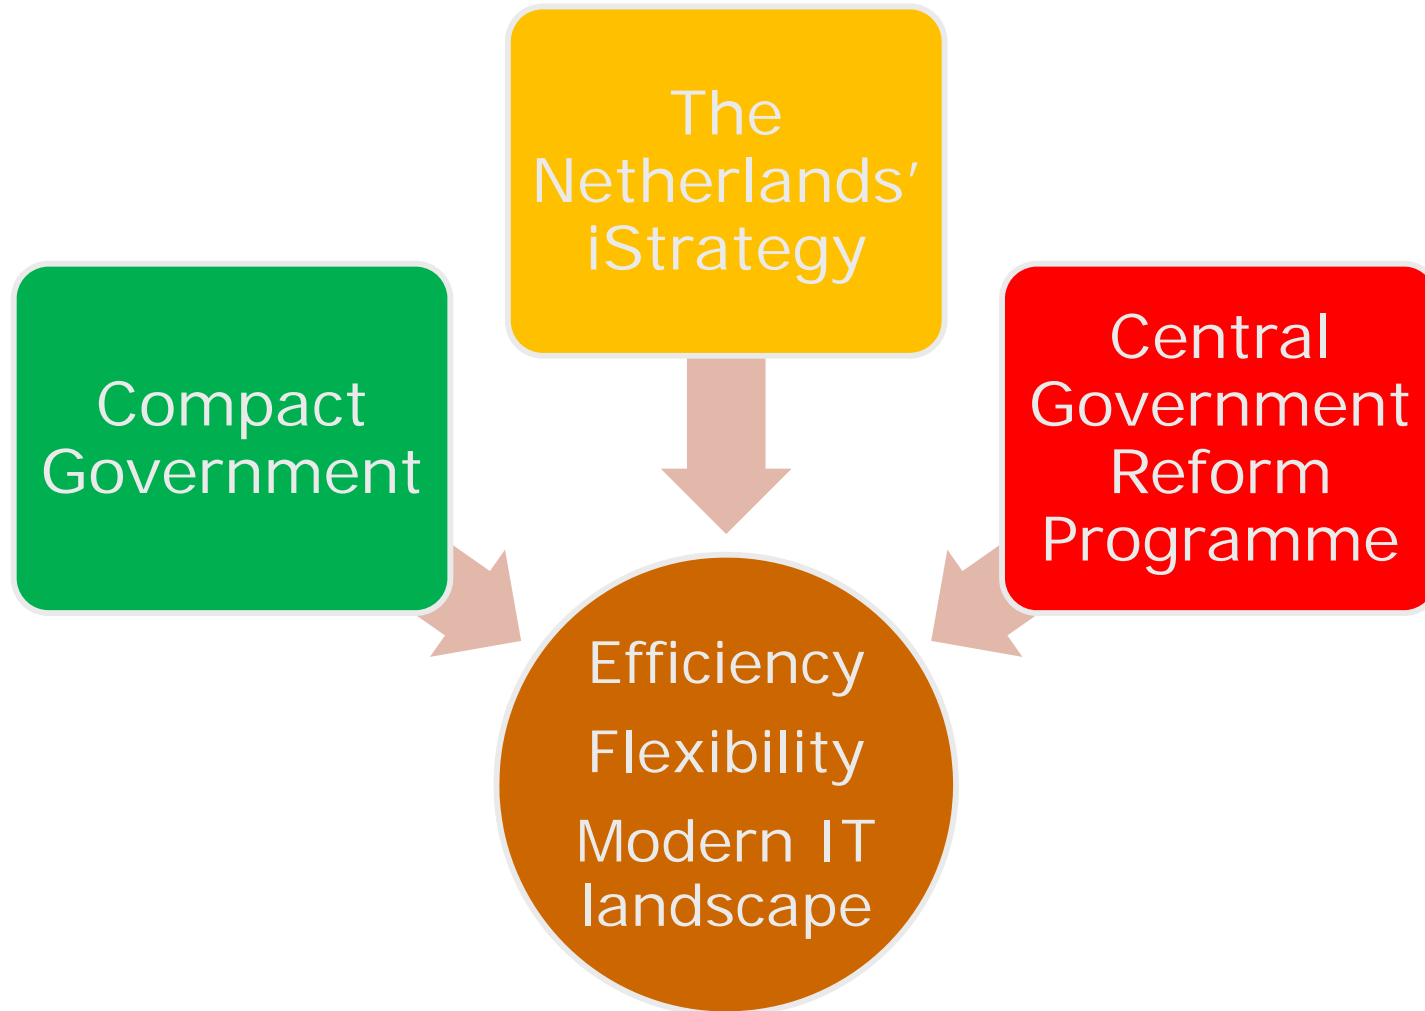 The
Netherlands’
iStrategy
Compact
Government
Central
Government
Reform
Programme
Efficiency
Flexibility
Modern IT
landscape